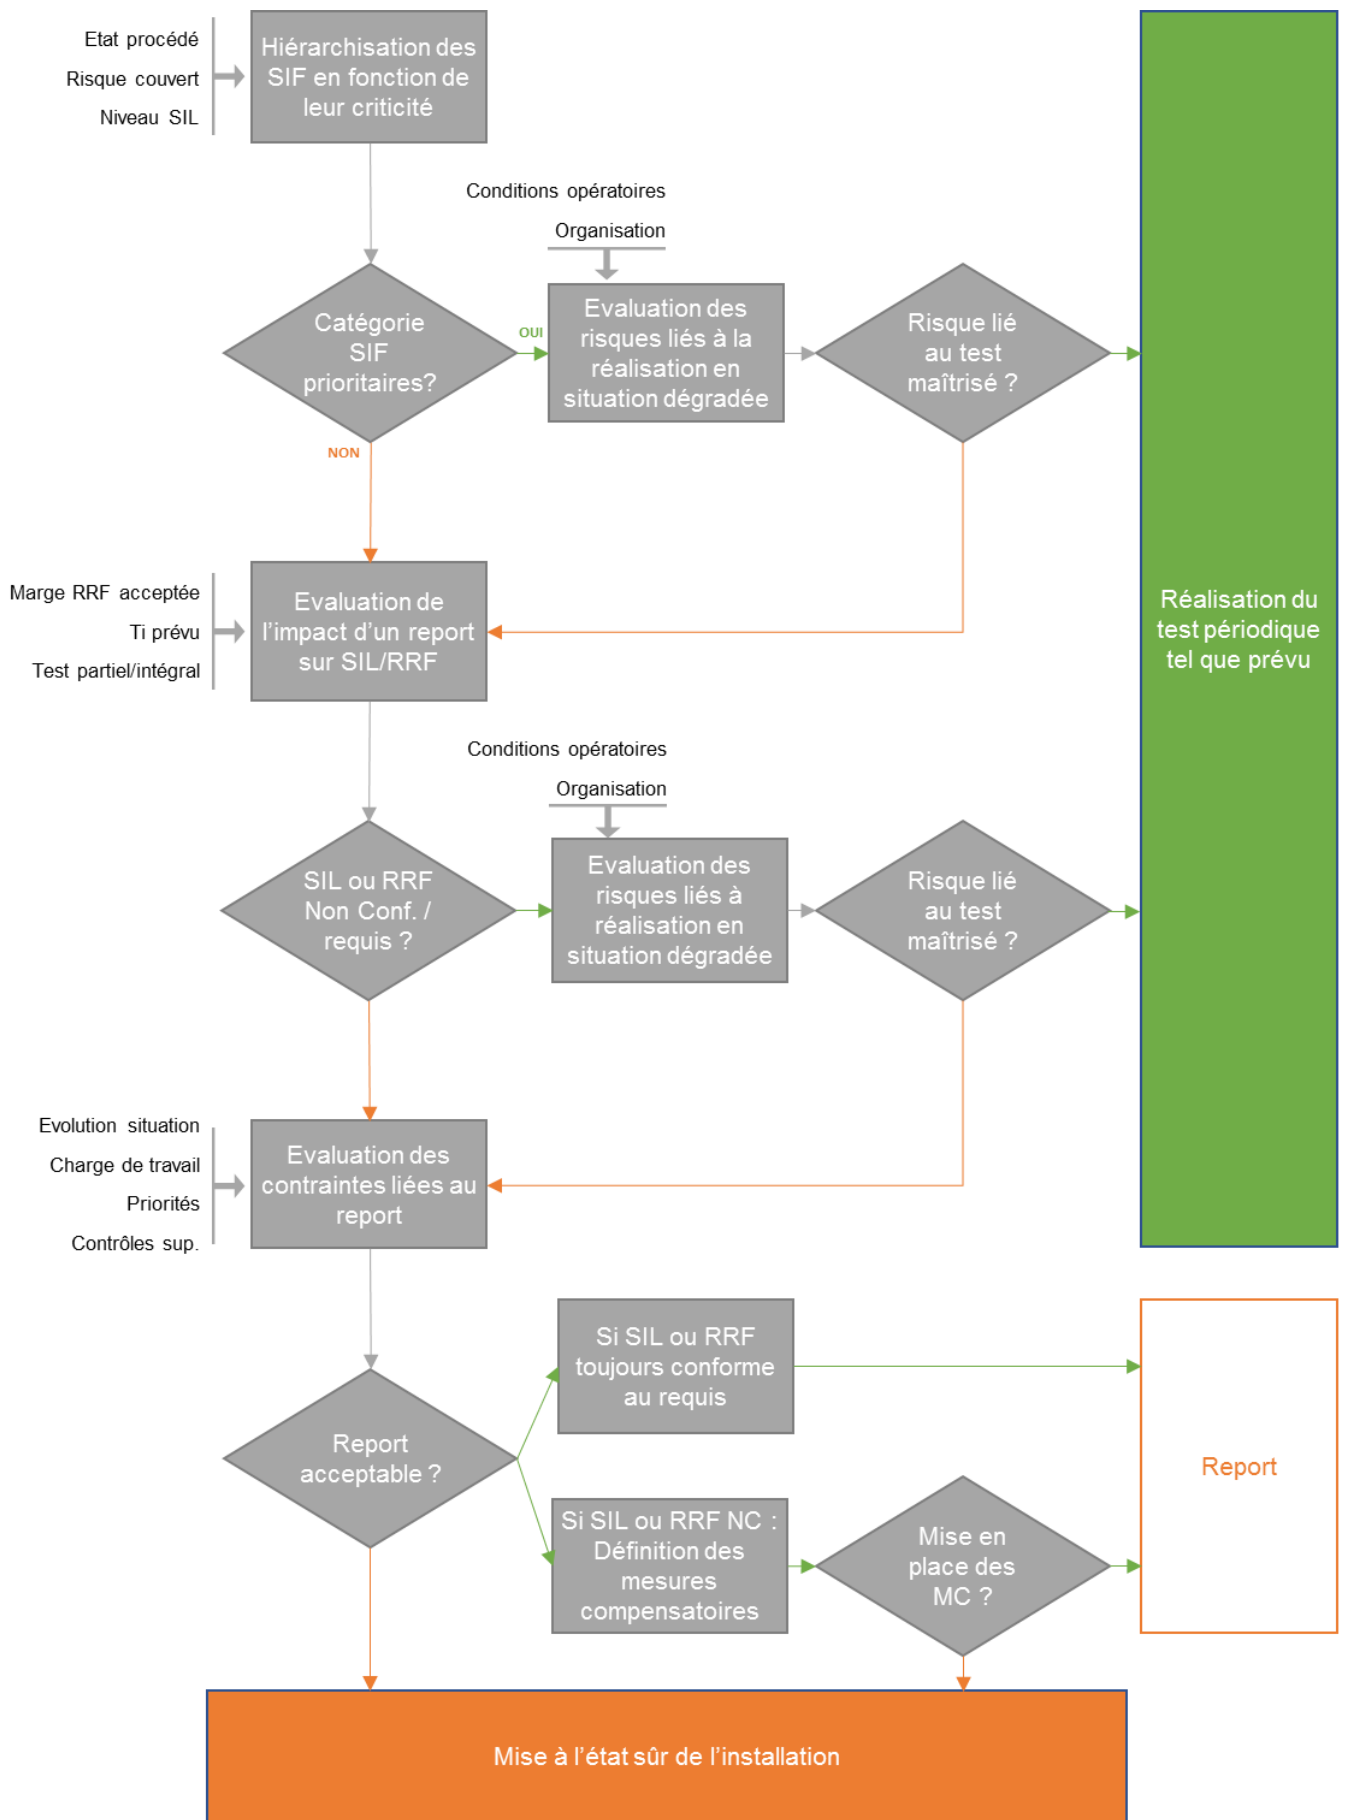 Etat procédé
Risque couvert
Niveau SIL
Hiérarchisation des
SIF en fonction de
leur criticité
Conditions opératoires
Organisation
Catégorie
SIF
prioritaires?
OUI
Evaluation des
risques liés à la
réalisation en
situation dégradée
Risque lié
au test
maîtrisé ?
NON
Marge RRF acceptée
Ti prévu
Test partiel/intégral
Evaluation de
l'impact d'un report
sur SIL/RRF
Réalisation du
test périodique
tel que prévu
Conditions opératoires
Organisation
SIL ou RRF
Non Conf. /
requis ?
Evaluation des
risques liés à
réalisation en
situation dégradée
Risque lié
au test
maîtrisé ?
Evolution situation
Charge de travail
Priorités
Contrôles sup.
Evaluation des
contraintes liées au
report
Si SIL ou RRF
toujours conforme
au requis
Report
acceptable ?
Report
Si SIL ou RRF NC :
Définition des
mesures
compensatoires
Mise en
place des
MC ?
Mise à l'état sûr de l'installation